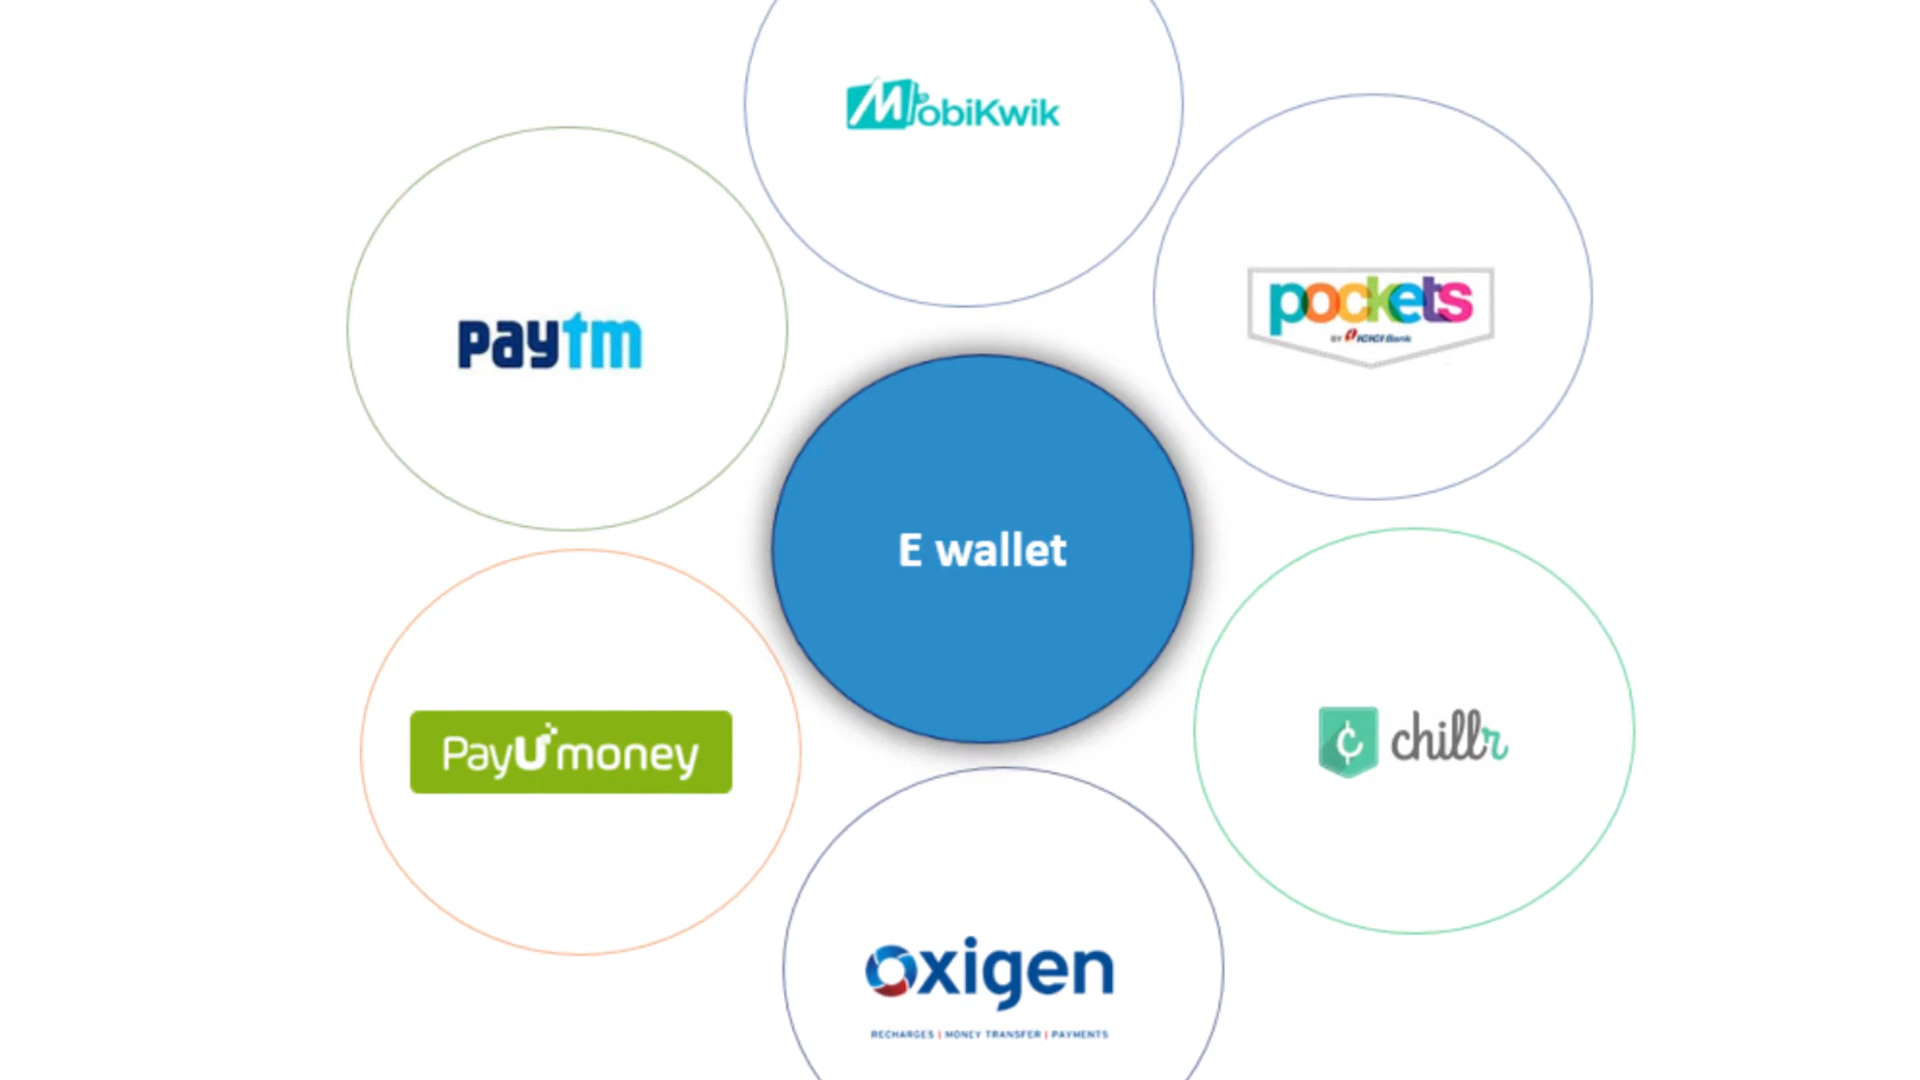 MobiKwik
paytm
pockets
BY ICICI Bank
E wallet
PayUmoney
chillr
oxigen
RECHARGES | MONEY TRANSFER | PAYMENTS